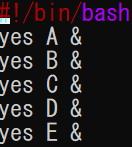 #!/bin/bash
yes A &
yes B &
yes C &
yes D &
yes E &